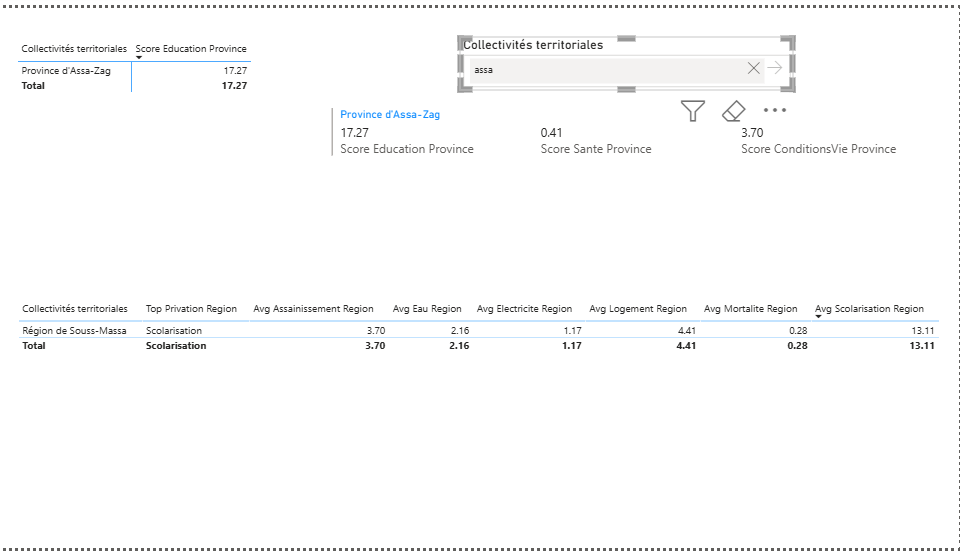 Collectivités territoriales Score Education Province
Province d'Assa-Zag 17.27
Total 17.27
Collectivités territoriales
assa
Province d'Assa-Zag
17.27 0.41 3.70
Score Education Province Score Sante Province Score ConditionsVie Province
Collectivités territoriales Top Privation Region Avg Assainissement Region Avg Eau Region Avg Electricite Region Avg Logement Region Avg Mortalite Region Avg Scolarisation Region
Région de Souss-Massa Scolarisation 3.70 2.16 1.17 4.41 0.28 13.11
Total Scolarisation 3.70 2.16 1.17 4.41 0.28 13.11